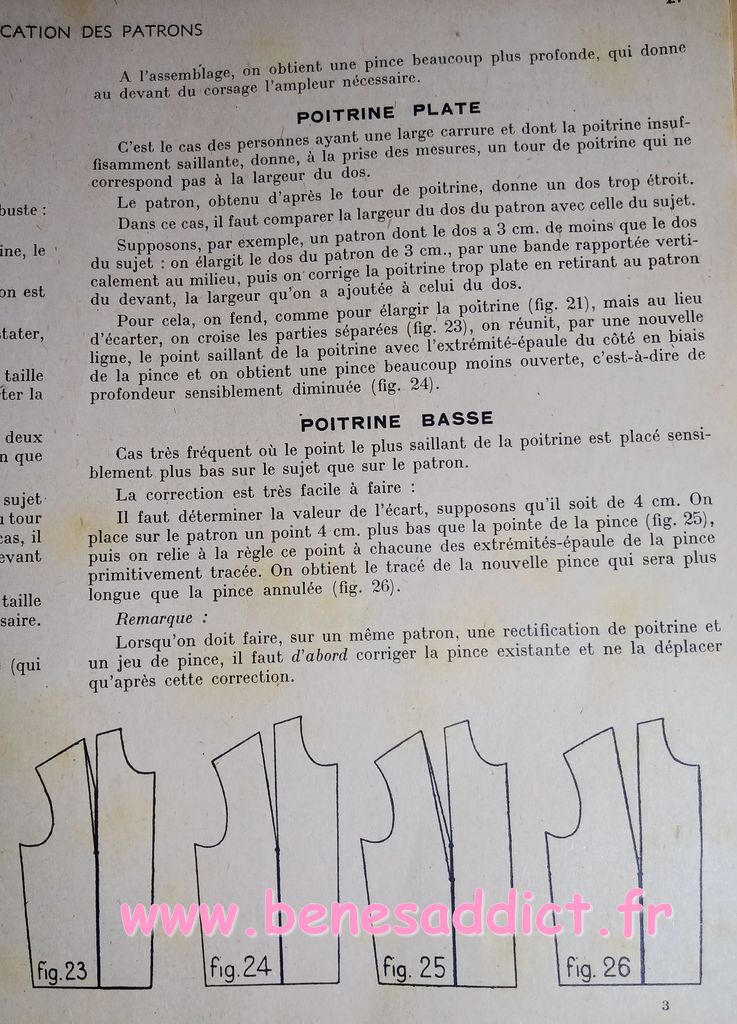 CATION DES PATRONS
A l'assemblage, on obtient une pince beaucoup plus profonde, qui donne
au devant du corsage l'ampleur nécessaire.
POITRINE PLATE
C'est le cas des personnes ayant une large carrure et dont la poitrine insuf-
fisamment saillante, donne, à la prise des mesures, un tour de poitrine qui ne
correspond pas à la largeur du dos.
Le patron, obtenu d'après le tour de poitrine, donne un dos trop étroit.
Dans ce cas, il faut comparer la largeur du dos du patron avec celle du sujet.
Supposons, par exemple, un patron dont le dos a 3 cm. de moins que le dos
du sujet : on élargit le dos du patron de 3 cm., par une bande rapportée verti-
calement au milieu, puis on corrige la poitrine trop plate en retirant au patron
du devant, la largeur qu'on a ajoutée à celui du dos.
Pour cela, on fend, comme pour élargir la poitrine (fig. 21), mais au lieu
d'écarter, on croise les parties séparées (fig. 23), on réunit, par une nouvelle
ligne, le point saillant de la poitrine avec l'extrémité-épaule du côté en biais
de la pince et on obtient une pince beaucoup moins ouverte, c'est-à-dire de
profondeur sensiblement diminuée (fig. 24).
POITRINE BASSE
Cas très fréquent où le point le plus saillant de la poitrine est placé sensi-
blement plus bas sur le sujet que sur le patron.
La correction est très facile à faire :
Il faut déterminer la valeur de l'écart, supposons qu'il soit de 4 cm. On
place sur le patron un point 4 cm. plus bas que la pointe de la pince (fig. 25),
puis on relie à la règle ce point à chacune des extrémités-épaule de la pince
primitivement tracée. On obtient le tracé de la nouvelle pince qui sera plus
longue que la pince annulée (fig. 26).
Remarque :
Lorsqu'on doit faire, sur un même patron, une rectification de poitrine et
un jeu de pince, il faut d'abord corriger la pince existante et ne la déplacer
qu'après cette correction.
buste :
ine, le
on est
tater,
taille
ter la
deux
n que
sujet
tour
cas, il
evant
taille
saire.
(qui
fig.23
fig.24
fig.25
fig.26
www.benesaddict.fr
3